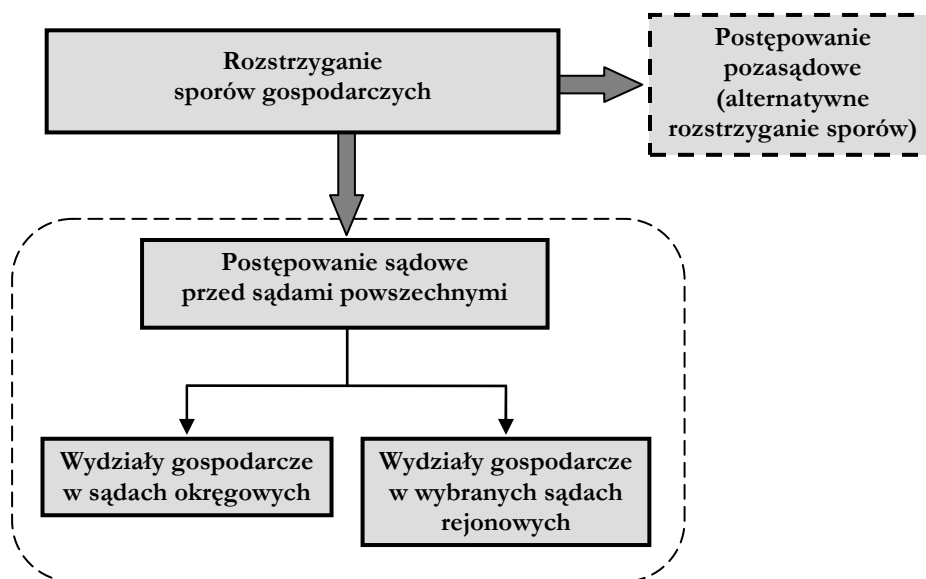 Rozstrzyganie
sporów gospodarczych
Postępowanie
pozasądowe
(alternatywne
rozstrzyganie sporów)
Postępowanie sądowe
przed sądami powszechnymi
Wydziały gospodarcze
w sądach okręgowych
Wydziały gospodarcze
w wybranych sądach
rejonowych